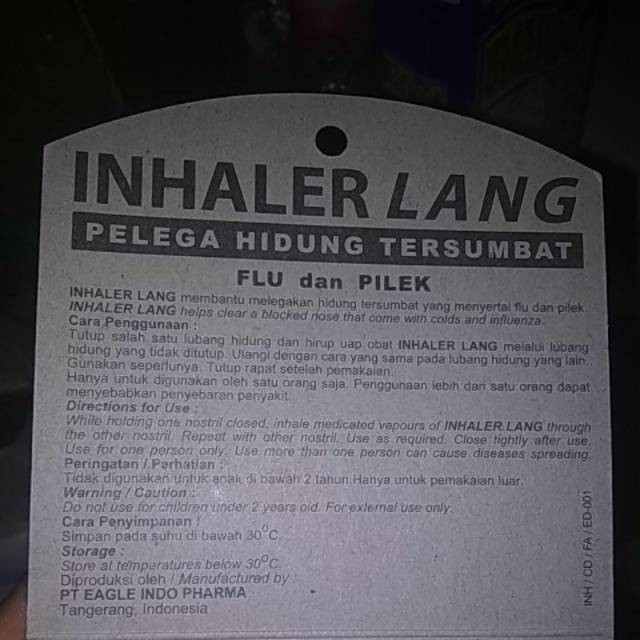 INHALER LANG
PELEGA HIDUNG TERSUMBAT
FLU dan PILEK
INHALER LANG membantu melegakan hidung tersumbat yang menyertai flu dan pilek.
INHALER LANG helps clear a blocked nose that come with colds and influenza.
Cara Penggunaan :
Tutup salah satu lubang hidung dan hirup uap obat INHALER LANG melalui lubang
hidung yang tidak ditutup. Ulangi dengan cara yang sama pada lubang hidung yang lain.
Gunakan seperlunya. Tutup rapat setelah pemakaian.
Hanya untuk digunakan oleh satu orang saja. Penggunaan lebih dari satu orang dapat
menyebabkan penyebaran penyakit.
Directions for Use :
While holding one nostril closed, inhale medicated vapours of INHALER LANG through
the other nostril. Repeat with other nostril. Use as required. Close tightly after use.
Use for one person only. Use more than one person can cause diseases spreading.
Peringatan / Perhatian :
Tidak digunakan untuk anak di bawah 2 tahun.Hanya untuk pemakaian luar.
Warning / Caution :
Do not use for children under 2 years old. For external use only.
Cara Penyimpanan :
Simpan pada suhu di bawah 30°C.
Storage :
Store at temperatures below 30°C.
Diproduksi oleh / Manufactured by :
PT EAGLE INDO PHARMA
Tangerang, Indonesia
INH / CD / FA / ED-001